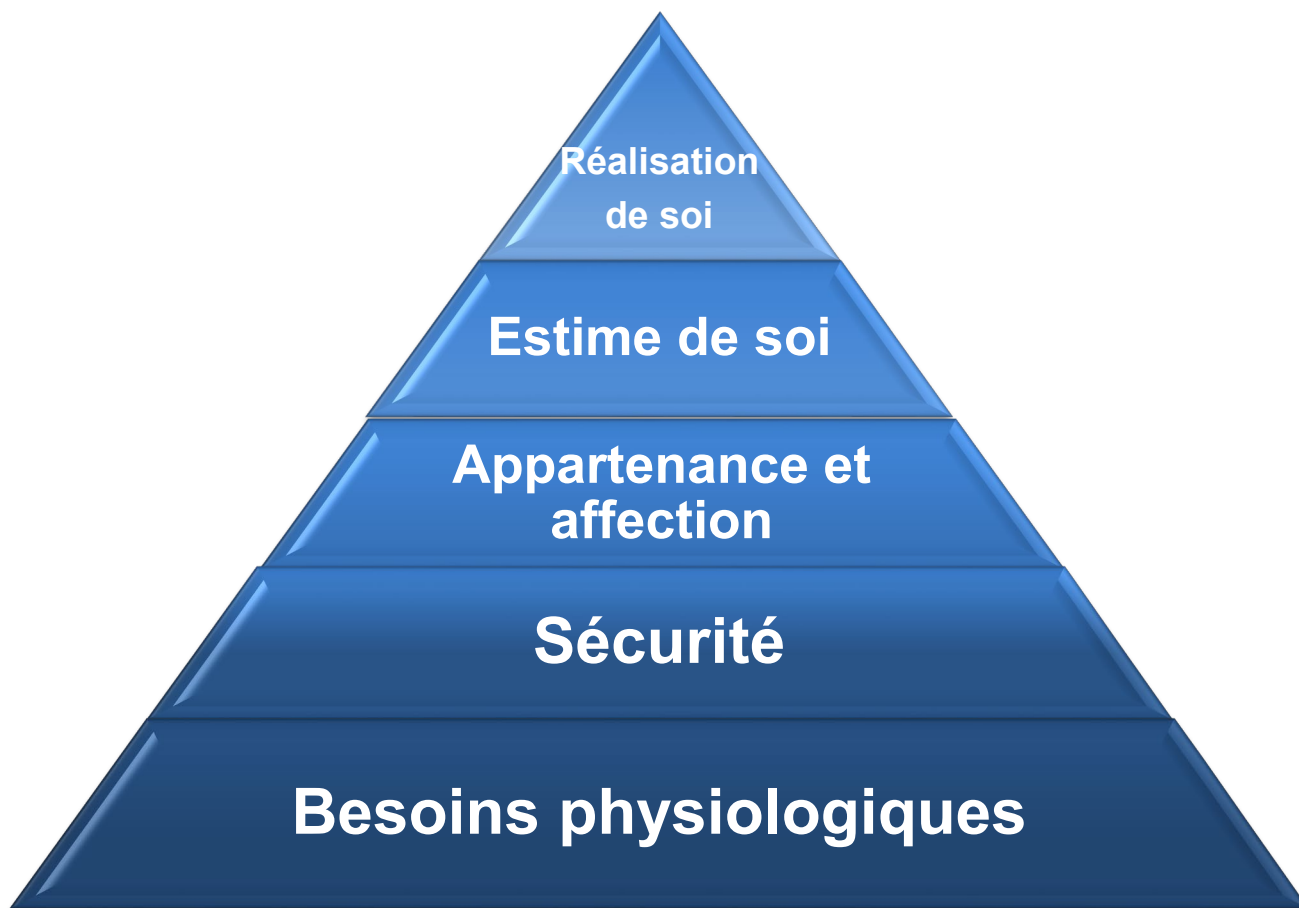 Réalisation
de soi
Estime de soi
Appartenance et
affection
Sécurité
Besoins physiologiques